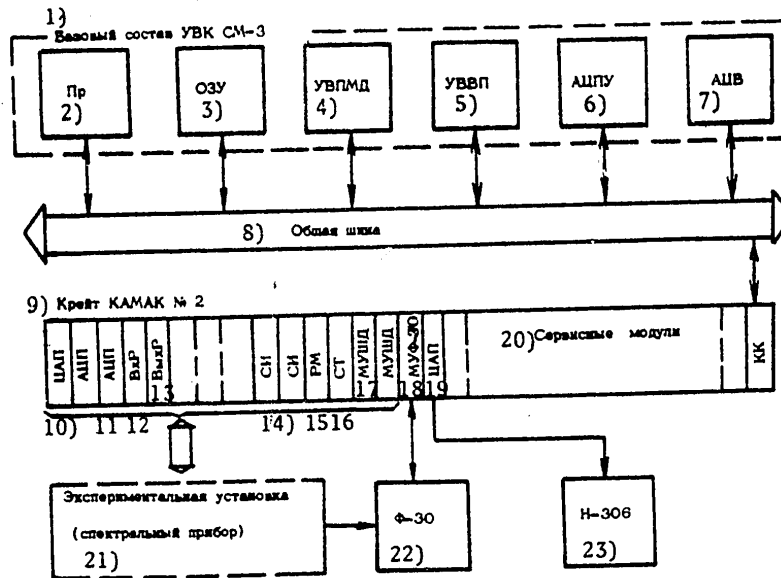 1)
Базовый состав УВК СМ-3
Пр
2)
ОЗУ
3)
УВПМД
4)
УВВП
5)
АЦПУ
6)
АЦВ
7)
8) Общая шина
9) Крейт КАМАК № 2
ЦАП
АЦП
АЦП
ВхР
ВыхР
13
СИ
СИ
РМ
СТ
МУШД
17
МУШД
МУФ-30
18
ЦАП
19
20) Сервисные модули
КК
10) 11 12 14) 15 16
Экспериментальная установка
(спектральный прибор)
21)
Ф-30
22)
Н-306
23)